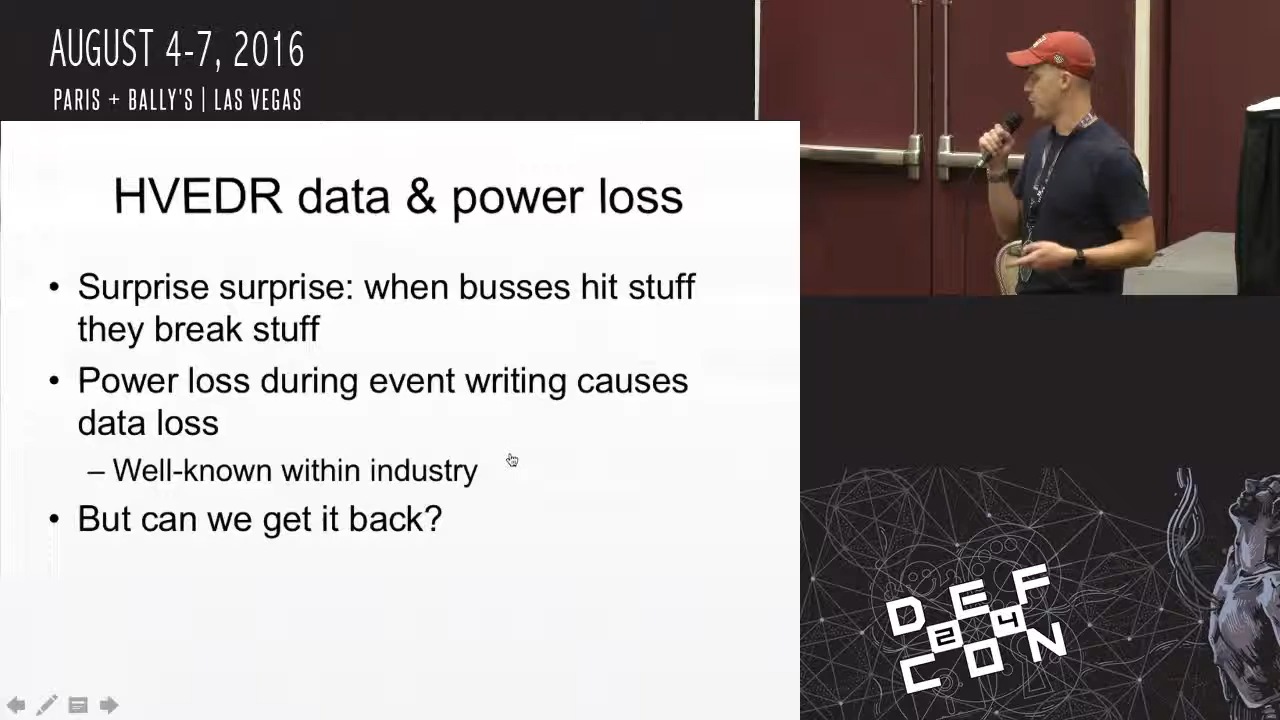 AUGUST 4-7, 2016
PARIS + BALLY'S | LAS VEGAS
HVEDR data & power loss
• Surprise surprise: when busses hit stuff
they break stuff
• Power loss during event writing causes
data loss
– Well-known within industry
• But can we get it back?
DEF
24
CON